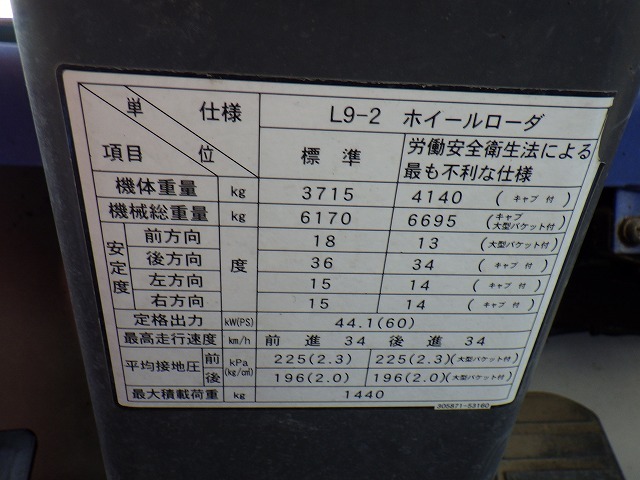 単 仕様 L9-2 ホイールローダ
項目 位 標準 労働安全衛生法による最も不利な仕様
機体重量 kg 3715 4140 (キャブ付)
機械総重量 kg 6170 6695 (キャブ 大型バケット付)
安定度 前方向 度 18 13 (大型バケット付)
後方向 36 34 (キャブ付)
左方向 15 14 (キャブ付)
右方向 15 14 (キャブ付)
定格出力 kW(PS) 44.1(60)
最高走行速度 km/h 前進 34 後進 34
平均接地圧 前 kPa (kg/cm²) 225(2.3) 225(2.3)(大型バケット付)
後 196(2.0) 196(2.0)(大型バケット付)
最大積載荷重 kg 1440
305871-53160